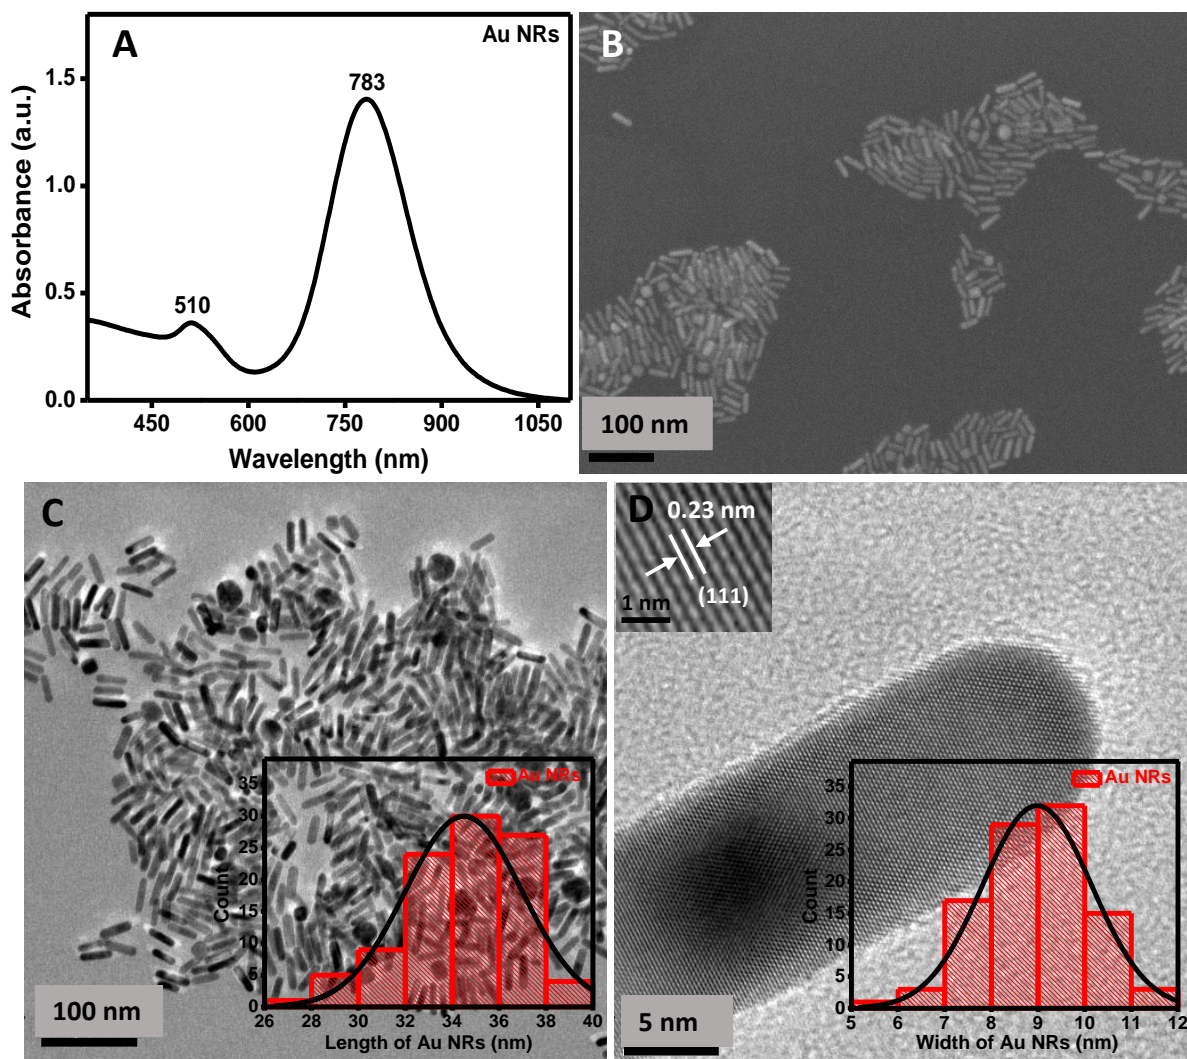 A
Au NRs
783
510
1.5
1.0
0.5
0.0
Absorbance (a.u.)
450
600
750
900
1050
Wavelength (nm)
B
100 nm
C
Au NRs
35
30
25
20
15
10
5
0
Count
26
28
30
32
34
36
38
40
Length of Au NRs (nm)
100 nm
D
0.23 nm
(111)
1 nm
Au NRs
35
30
25
20
15
10
5
0
Count
5
6
7
8
9
10
11
12
Width of Au NRs (nm)
5 nm